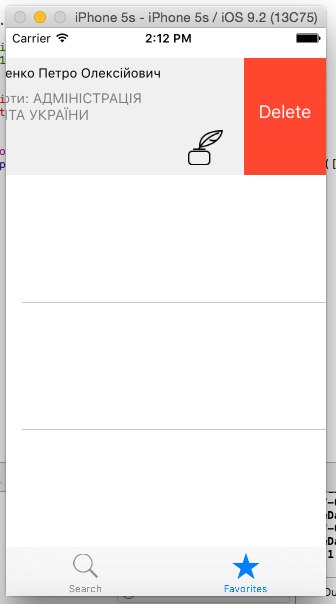 iPhone 5s - iPhone 5s / iOS 9.2 (13C75)
Carrier 2:12 PM
енко Петро Олексійович
оти: АДМІНІСТРАЦІЯ
ТА УКРАЇНИ
Delete
Search
Favorites